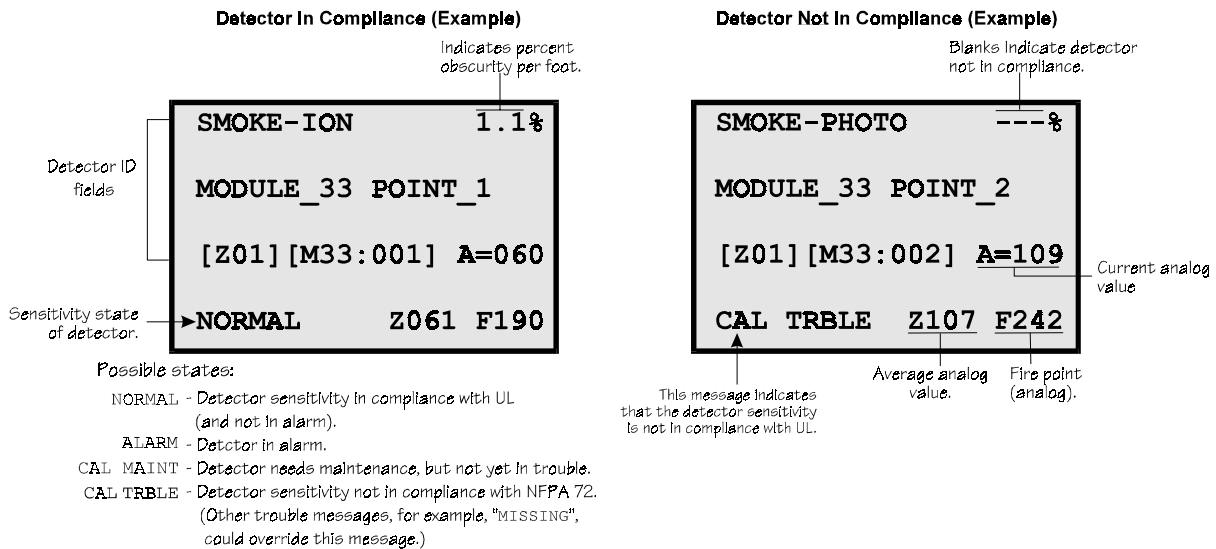 Detector In Compliance (Example)
Indicates percent
obscurity per foot.
Detector ID
fields
SMOKE-ION 1.1%
MODULE_33 POINT_1
[Z01][M33:001] A=060
Sensitivity state
of detector.
NORMAL Z061 F190
Possible states:
NORMAL - Detector sensitivity in compliance with UL
(and not in alarm).
ALARM - Detctor in alarm.
CAL MAINT - Detector needs maintenance, but not yet in trouble.
CAL TRBLE - Detector sensitivity not in compliance with NFPA 72.
(Other trouble messages, for example, "MISSING",
could override this message.)
Detector Not In Compliance (Example)
Blanks Indicate detector
not in compliance.
SMOKE-PHOTO ---%
MODULE_33 POINT_2
[Z01][M33:002] A=109
Current analog
value
CAL TRBLE Z107 F242
This message indicates
that the detector sensitivity
is not in compliance with UL.
Average analog
value.
Fire point
(analog).